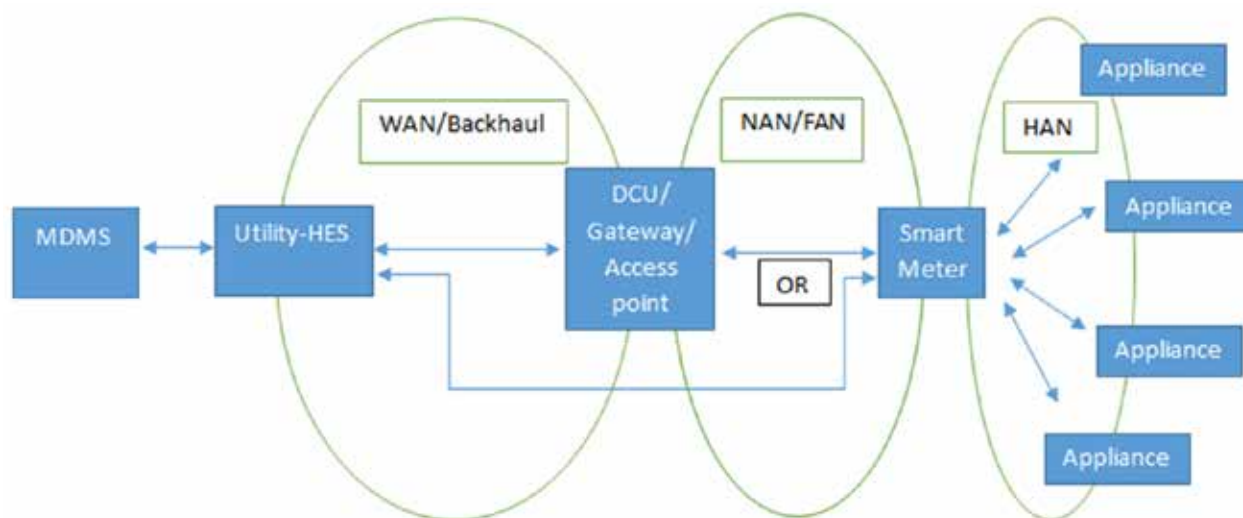 WAN/Backhaul
NAN/FAN
HAN
Appliance
MDMS
Utility-HES
DCU/
Gateway/
Access
point
OR
Smart
Meter
Appliance
Appliance
Appliance